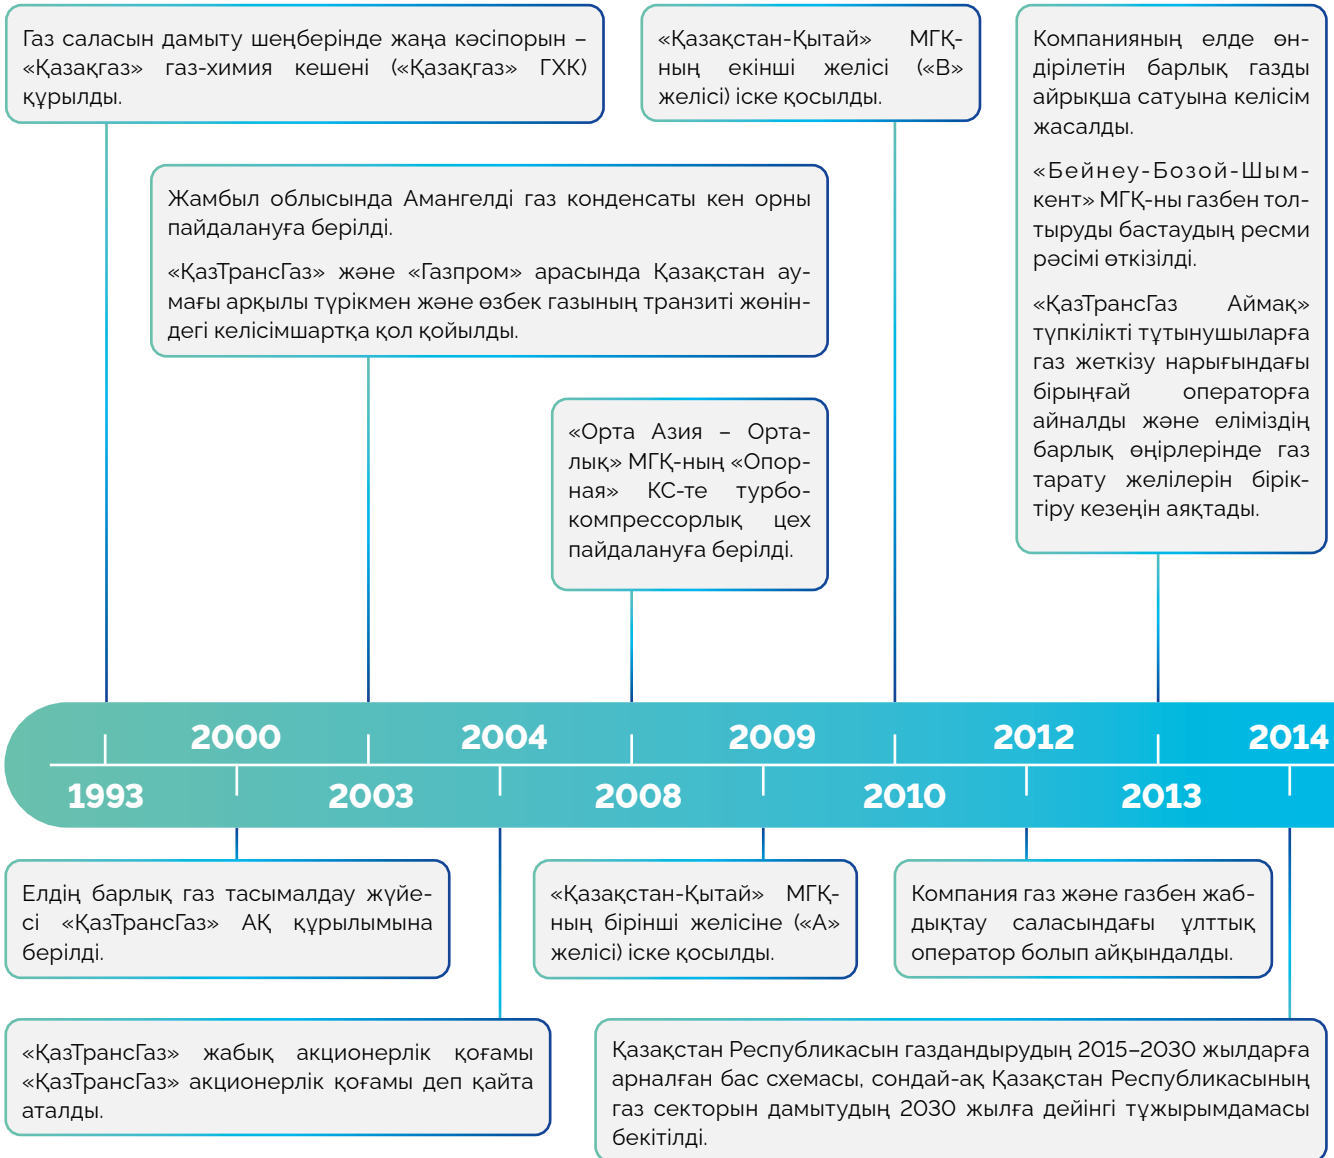 Газ саласын дамыту шеңберінде жаңа кәсіпорын –
«Қазақгаз» газ-химия кешені («Қазақгаз» ГХК)
құрылды.
«Қазақстан-Қытай» МГҚ-
ның екінші желісі («В»
желісі) іске қосылды.
Компанияның елде өн-
дірілетін барлық газды
айрықша сатуына келісім
жасалды.
«Бейнеу-Бозой-Шым-
кент» МГҚ-ны газбен тол-
тыруды бастаудың ресми
рәсімі өткізілді.
«ҚазТрансГаз Аймақ»
түпкілікті тұтынушыларға
газ жеткізу нарығындағы
бірыңғай операторға
айналды және еліміздің
барлық өңірлерінде газ
тарату желілерін бірік-
тіру кезеңін аяқтады.
Жамбыл облысында Амангелді газ конденсаты кен орны
пайдалануға берілді.
«ҚазТрансГаз» және «Газпром» арасында Қазақстан ау-
мағы арқылы түрікмен және өзбек газының транзиті жөнін-
дегі келісімшартқа қол қойылды.
«Орта Азия – Орта-
лық» МГҚ-ның «Опор-
ная» КС-те турбо-
компрессорлық цех
пайдалануға берілді.
2000 2004 2009 2012 2014
1993 2003 2008 2010 2013
Елдің барлық газ тасымалдау жүйе-
сі «ҚазТрансГаз» АҚ құрылымына
берілді.
«Қазақстан-Қытай» МГҚ-
ның бірінші желісіне («А»
желісі) іске қосылды.
Компания газ және газбен жаб-
дықтау саласындағы ұлттық
оператор болып айқындалды.
«ҚазТрансГаз» жабық акционерлік қоғамы
«ҚазТрансГаз» акционерлік қоғамы деп қайта
аталды.
Қазақстан Республикасын газдандырудың 2015–2030 жылдарға
арналған бас схемасы, сондай-ақ Қазақстан Республикасының
газ секторын дамытудың 2030 жылға дейінгі тұжырымдамасы
бекітілді.